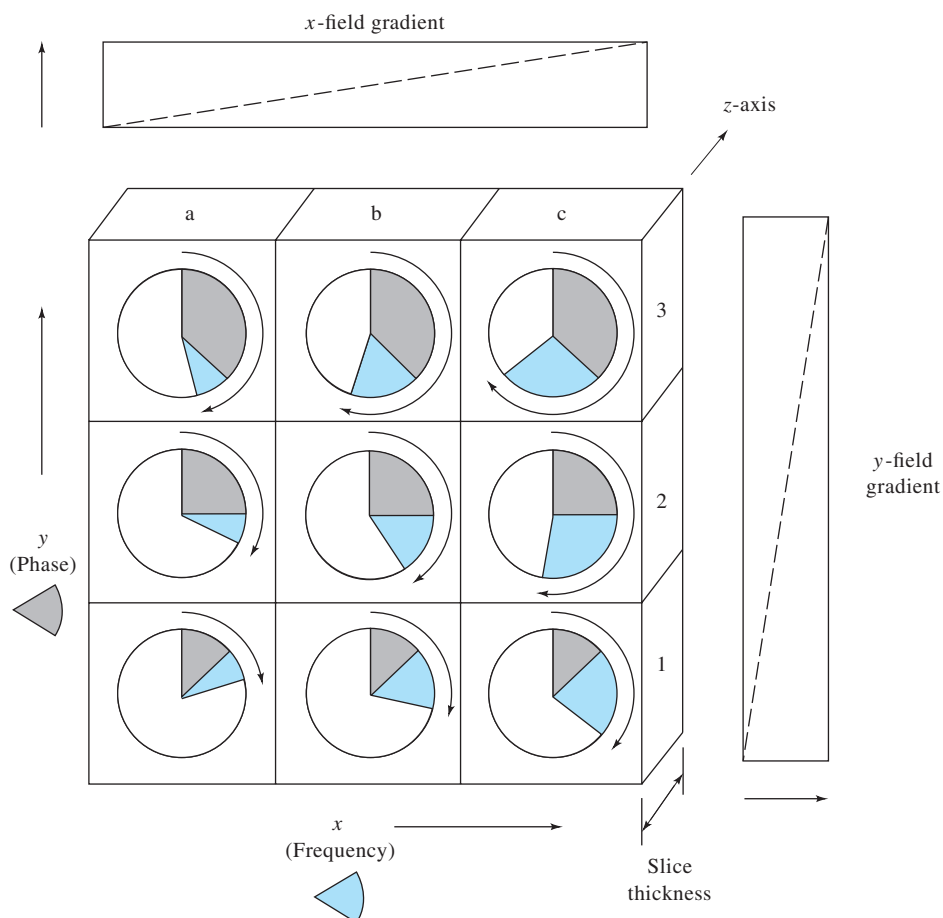 x-field gradient
z-axis
a
b
c
3
2
1
y-field
gradient
y
(Phase)
x
(Frequency)
Slice
thickness